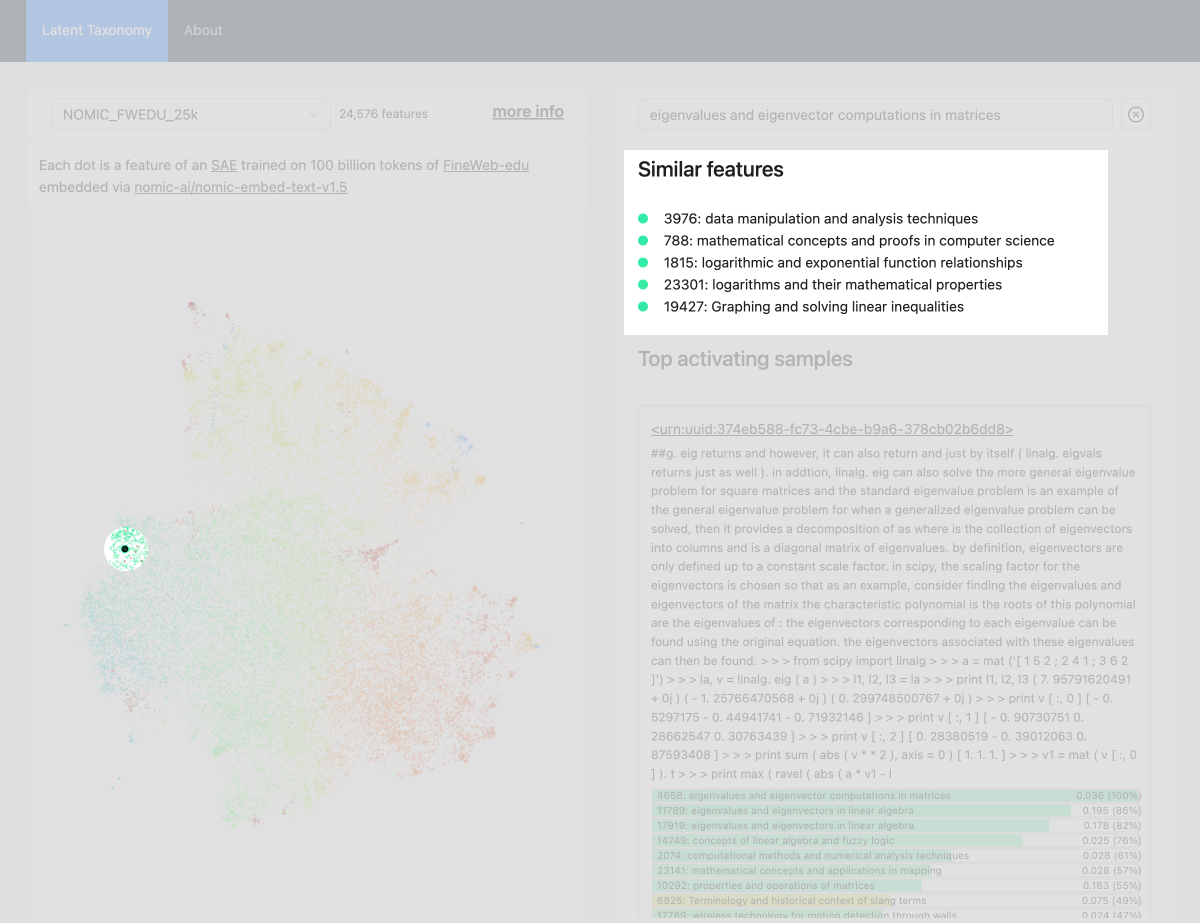 Latent Taxonomy About
NOMIC_FWEDU_25k 24,576 features more info
Each dot is a feature of an SAE trained on 100 billion tokens of FineWeb-edu
embedded via nomic-ai/nomic-embed-text-v1.5
eigenvalues and eigenvector computations in matrices
Similar features
3976: data manipulation and analysis techniques
788: mathematical concepts and proofs in computer science
1815: logarithmic and exponential function relationships
23301: logarithms and their mathematical properties
19427: Graphing and solving linear inequalities
Top activating samples
<urn:uuid:374eb588-fc73-4cbe-b9a6-378cb02b6dd8>
##g. eig returns and however, it can also return and just by itself ( linalg. eigvals
returns just as well ). in addtion, linalg. eig can also solve the more general eigenvalue
problem for square matrices and the standard eigenvalue problem is an example of
the general eigenvalue problem for when a generalized eigenvalue problem can be
solved, then it provides a decomposition of as where is the collection of eigenvectors
into columns and is a diagonal matrix of eigenvalues. by definition, eigenvectors are
only defined up to a constant scale factor. in scipy, the scaling factor for the
eigenvectors is chosen so that as an example, consider finding the eigenvalues and
eigenvectors of the matrix the characteristic polynomial is the roots of this polynomial
are the eigenvalues of : the eigenvectors corresponding to each eigenvalue can be
found using the original equation. the eigenvectors associated with these eigenvalues
can then be found. > > > from scipy import linalg > > > a = mat ('[ 1 5 2 ; 2 4 1 ; 3 6 2
]') > > > la, v = linalg. eig ( a ) > > > l1, l2, l3 = la > > > print l1, l2, l3 ( 7. 95791620491
+ 0j ) ( - 1. 25766470568 + 0j ) ( 0. 299748500767 + 0j ) > > > print v [ :, 0 ] [ - 0.
5297175 - 0. 44941741 - 0. 71932146 ] > > > print v [ :, 1 ] [ - 0. 90730751 0.
28662547 0. 30763439 ] > > > print v [ :, 2 ] [ 0. 28380519 - 0. 39012063 0.
87593408 ] > > > print sum ( abs ( v * * 2 ), axis = 0 ) [ 1. 1. 1. ] > > > v1 = mat ( v [ :, 0
] ). t > > > print max ( ravel ( abs ( a * v1 - l
4658: eigenvalues and eigenvector computations in matrices 0.036 (100%)
11789: eigenvalues and eigenvectors in linear algebra 0.195 (86%)
17919: eigenvalues and eigenvectors in linear algebra 0.178 (82%)
14749: concepts of linear algebra and fuzzy logic 0.025 (76%)
2074: computational methods and numerical analysis techniques 0.028 (61%)
23141: mathematical concepts and applications in mapping 0.028 (57%)
10292: properties and operations of matrices 0.163 (55%)
6825: Terminology and historical context of slang terms 0.075 (49%)
17789: wireless technology for motion detection through walls 0.024 (47%)